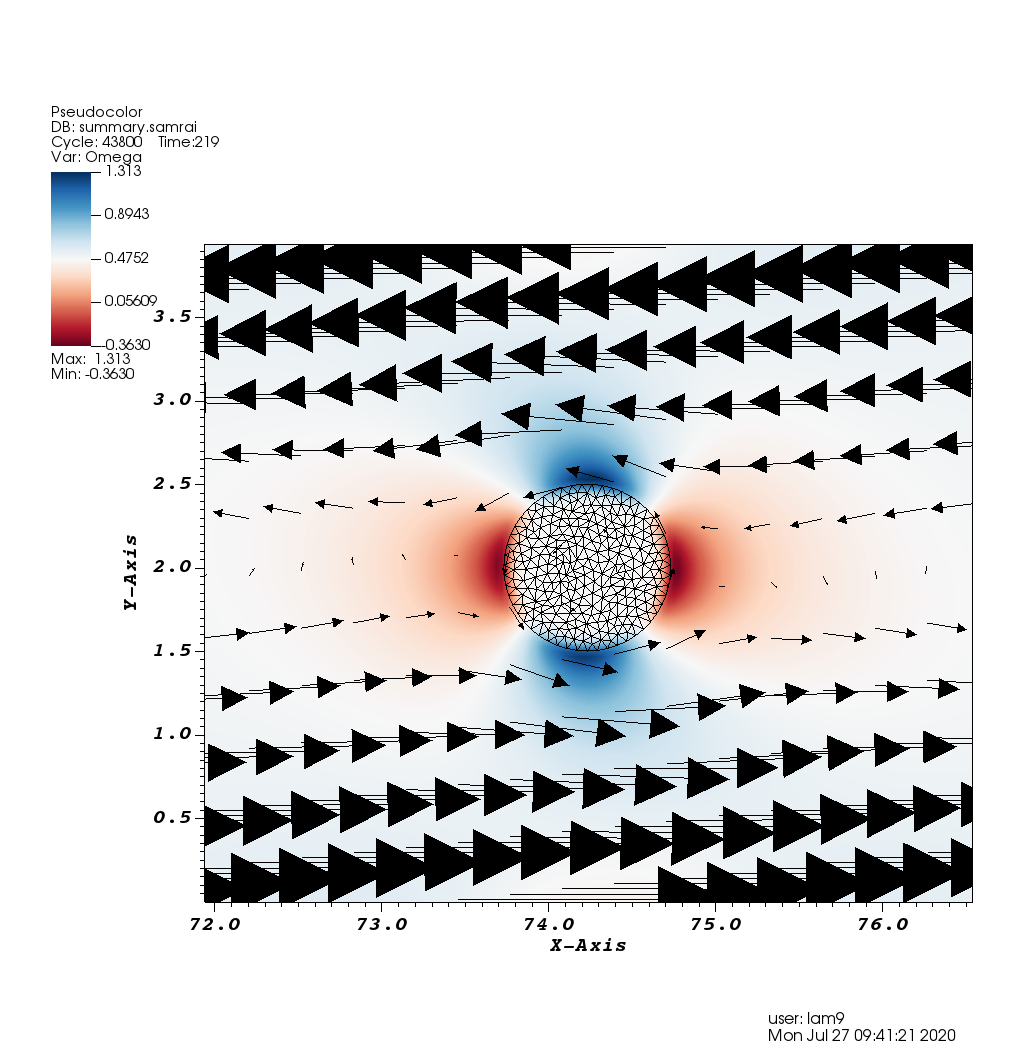 Pseudocolor
DB: summary.samrai
Cycle: 43800 Time:219
Var: Omega
1.313
0.8943
0.4752
0.05609
-0.3630
Max: 1.313
Min: -0.3630
3.5
3.0
2.5
2.0
1.5
1.0
0.5
Y-Axis
72.0 73.0 74.0 75.0 76.0
X-Axis
user: lam9
Mon Jul 27 09:41:21 2020